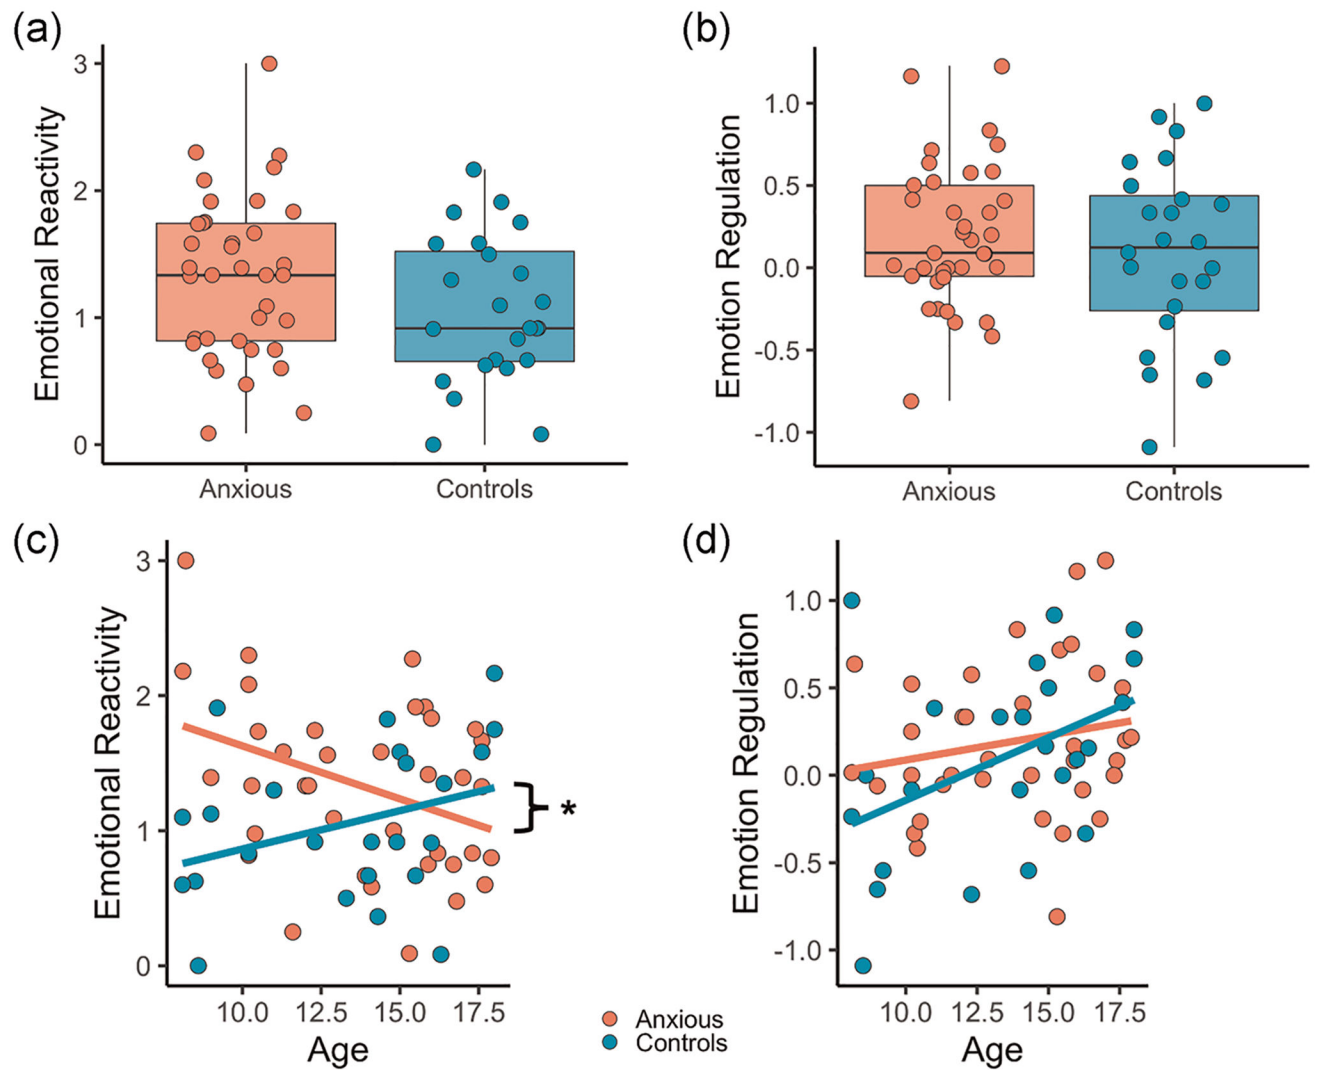 (a)
Emotional Reactivity
3
2
1
0
Anxious
Controls
(b)
Emotion Regulation
1.0
0.5
0.0
-0.5
-1.0
Anxious
Controls
(c)
Emotional Reactivity
3
2
1
0
*
10.0
12.5
15.0
17.5
Age
(d)
Emotion Regulation
1.0
0.5
0.0
-0.5
-1.0
10.0
12.5
15.0
17.5
Age
Anxious
Controls